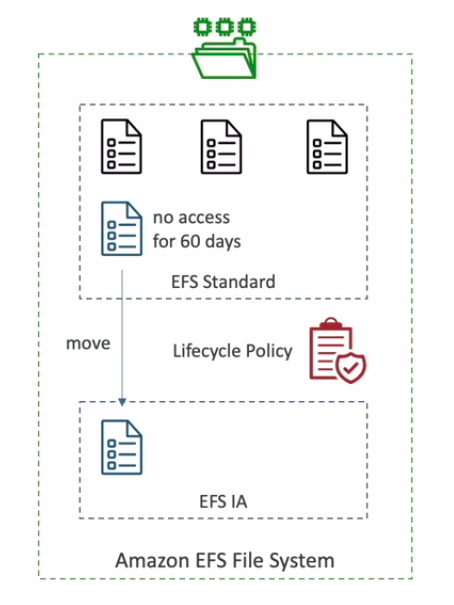 no access
for 60 days
EFS Standard
move
Lifecycle Policy
EFS IA
Amazon EFS File System